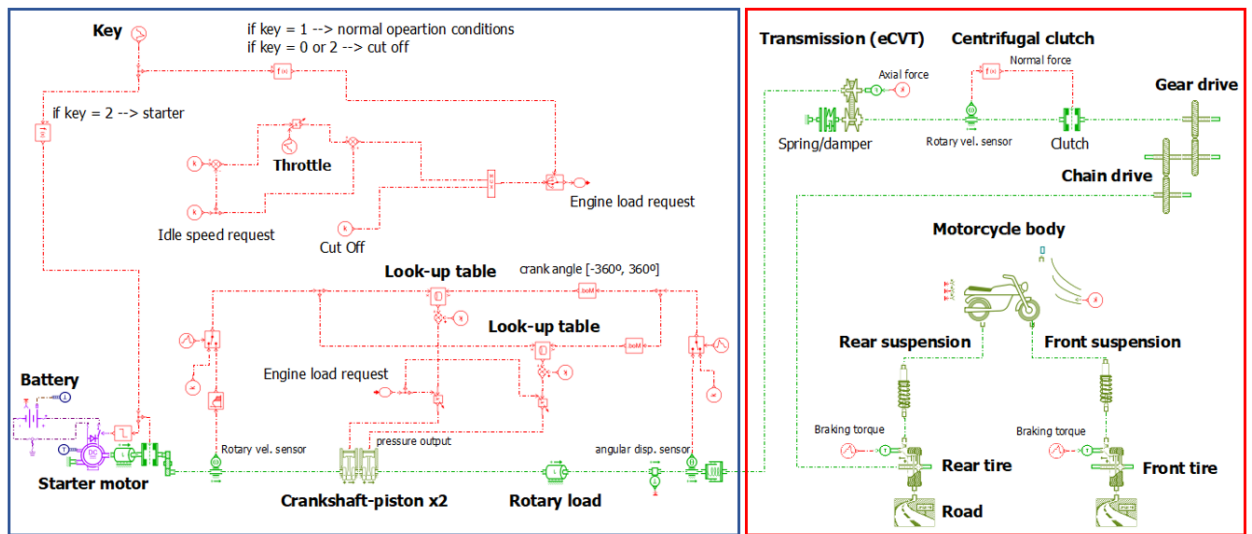 Key
if key = 1 --> normal opeartion conditions
if key = 0 or 2 --> cut off
f(x)
if key = 2 --> starter
f(x)
Throttle
k
k
k
Idle speed request
Cut Off
Engine load request
Look-up table
crank angle [-360º, 360º]
Look-up table
Engine load request
Battery
Rotary vel. sensor
pressure output
angular disp. sensor
DC
Starter motor
Crankshaft-piston x2
Rotary load
Transmission (eCVT)
Centrifugal clutch
Axial force
Normal force
f(x)
Gear drive
Spring/damper
Rotary vel. sensor
Clutch
Chain drive
Motorcycle body
Rear suspension
Front suspension
Braking torque
T
Braking torque
T
Rear tire
Front tire
Road